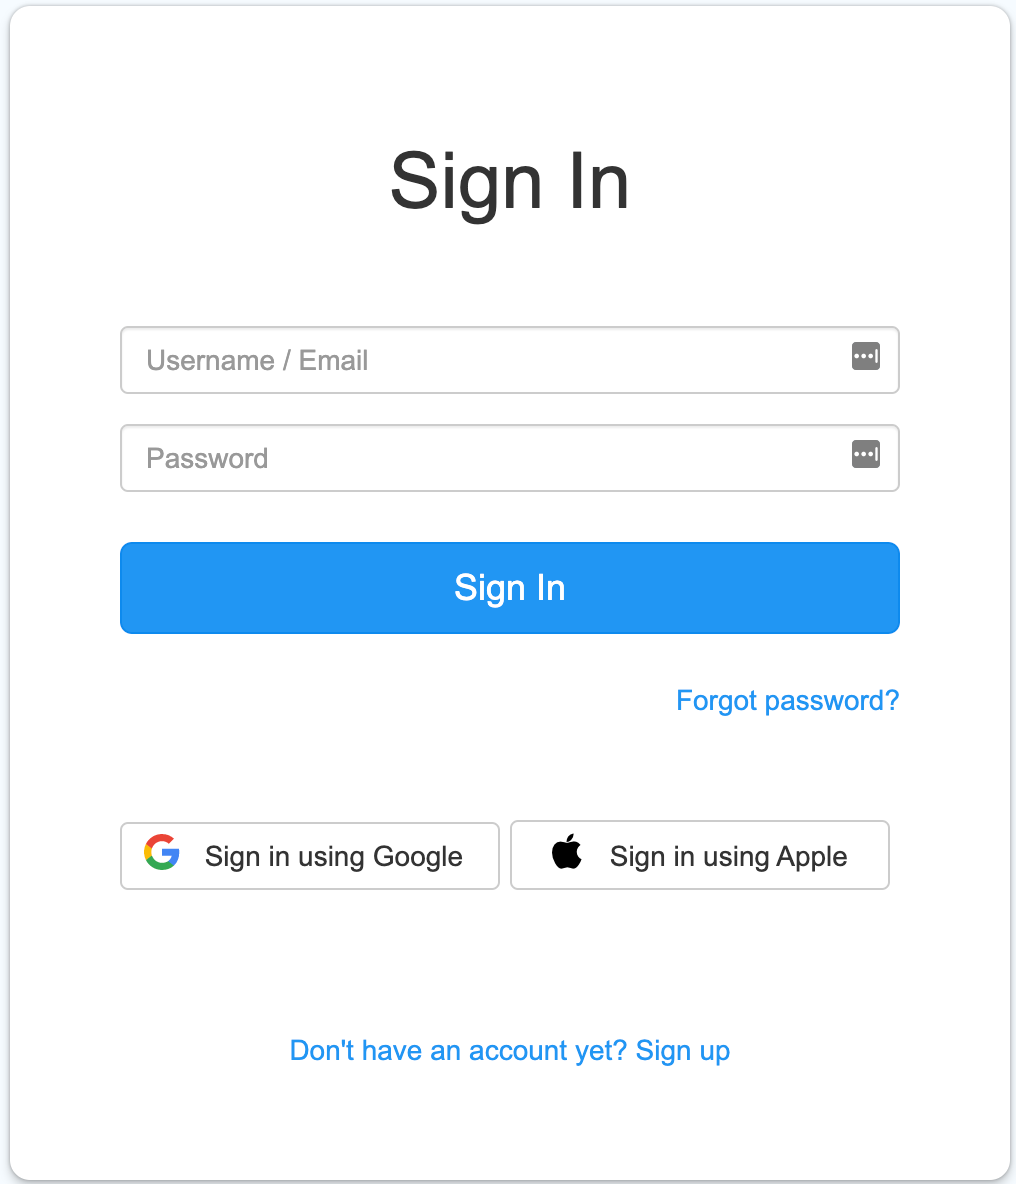 Sign In
Username / Email
Password
Sign In
Forgot password?
Sign in using Google
Sign in using Apple
Don't have an account yet? Sign up